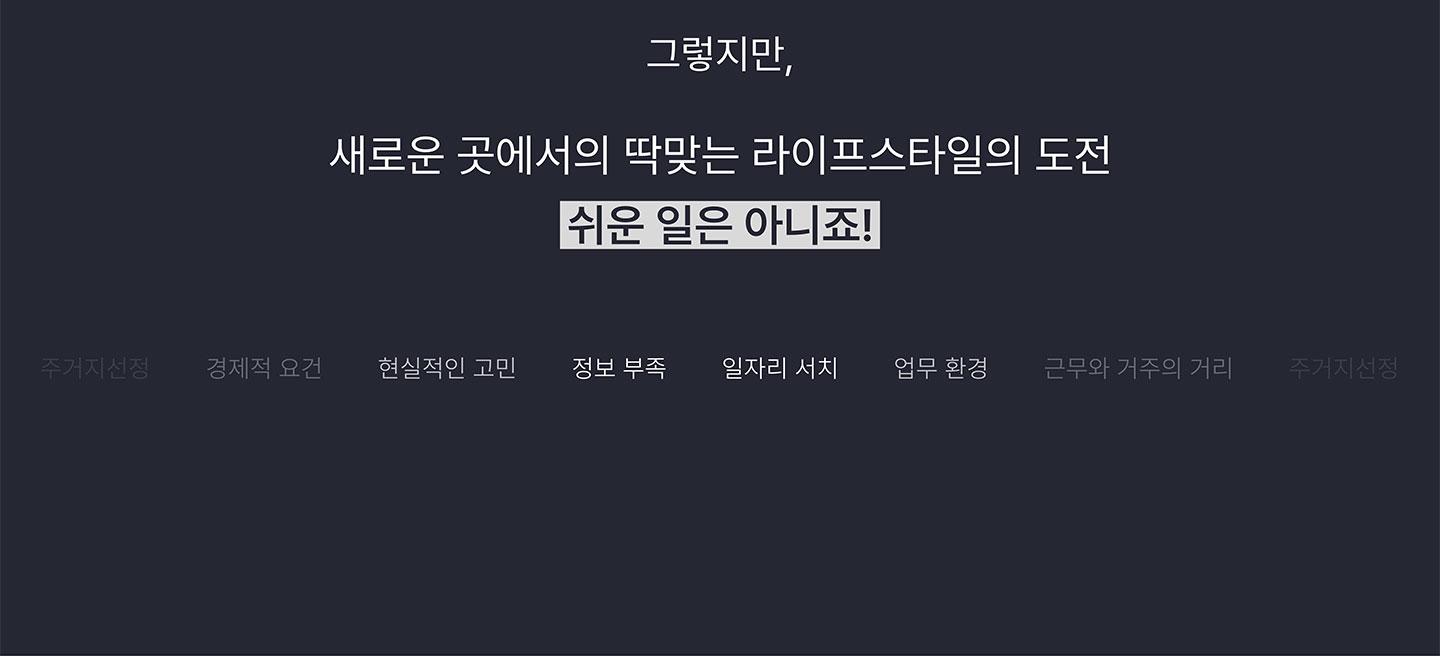 그렇지만,
새로운 곳에서의 딱맞는 라이프스타일의 도전
쉬운 일은 아니죠!
주거지선정 경제적 요건 현실적인 고민 정보 부족 일자리 서치 업무 환경 근무와 거주의 거리 주거지선정